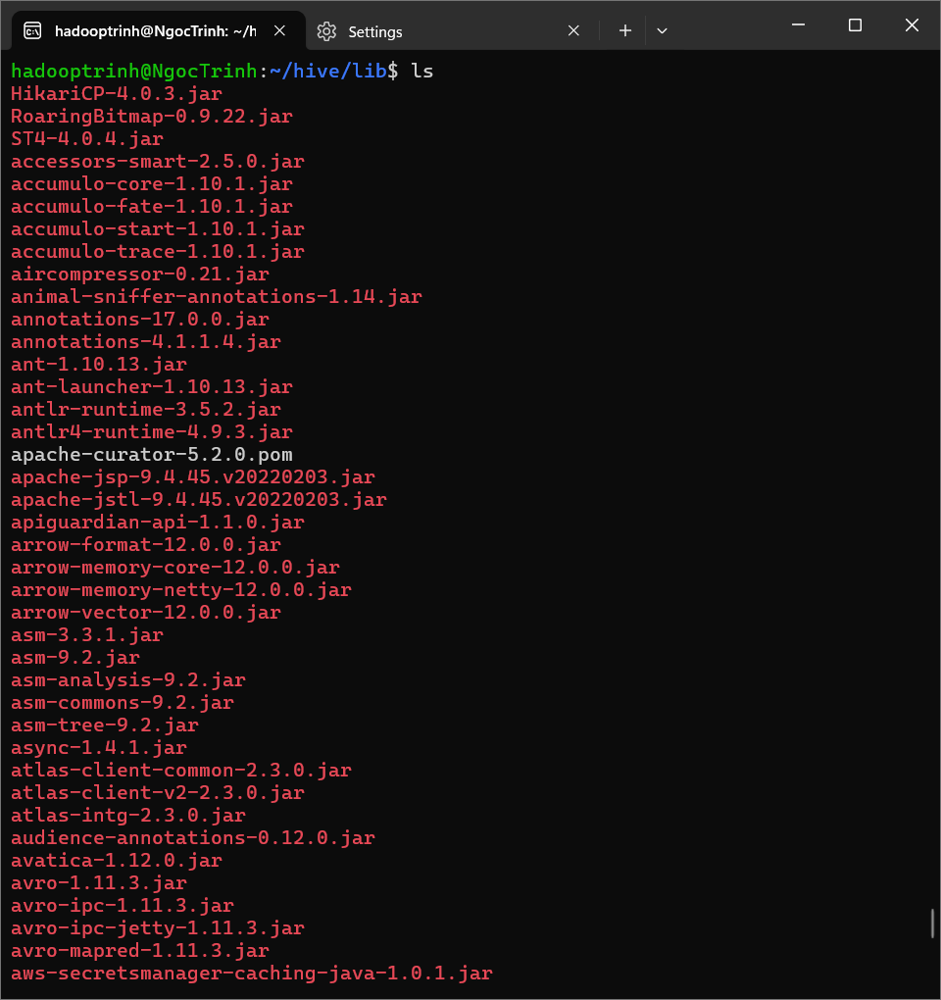 hadooptrinh@NgocTrinh: ~/h
Settings
hadooptrinh@NgocTrinh:~/hive/lib$ ls
HikariCP-4.0.3.jar
RoaringBitmap-0.9.22.jar
ST4-4.0.4.jar
accessors-smart-2.5.0.jar
accumulo-core-1.10.1.jar
accumulo-fate-1.10.1.jar
accumulo-start-1.10.1.jar
accumulo-trace-1.10.1.jar
aircompressor-0.21.jar
animal-sniffer-annotations-1.14.jar
annotations-17.0.0.jar
annotations-4.1.1.4.jar
ant-1.10.13.jar
ant-launcher-1.10.13.jar
antlr-runtime-3.5.2.jar
antlr4-runtime-4.9.3.jar
apache-curator-5.2.0.pom
apache-jsp-9.4.45.v20220203.jar
apache-jstl-9.4.45.v20220203.jar
apiguardian-api-1.1.0.jar
arrow-format-12.0.0.jar
arrow-memory-core-12.0.0.jar
arrow-memory-netty-12.0.0.jar
arrow-vector-12.0.0.jar
asm-3.3.1.jar
asm-9.2.jar
asm-analysis-9.2.jar
asm-commons-9.2.jar
asm-tree-9.2.jar
async-1.4.1.jar
atlas-client-common-2.3.0.jar
atlas-client-v2-2.3.0.jar
atlas-intg-2.3.0.jar
audience-annotations-0.12.0.jar
avatica-1.12.0.jar
avro-1.11.3.jar
avro-ipc-1.11.3.jar
avro-ipc-jetty-1.11.3.jar
avro-mapred-1.11.3.jar
aws-secretsmanager-caching-java-1.0.1.jar